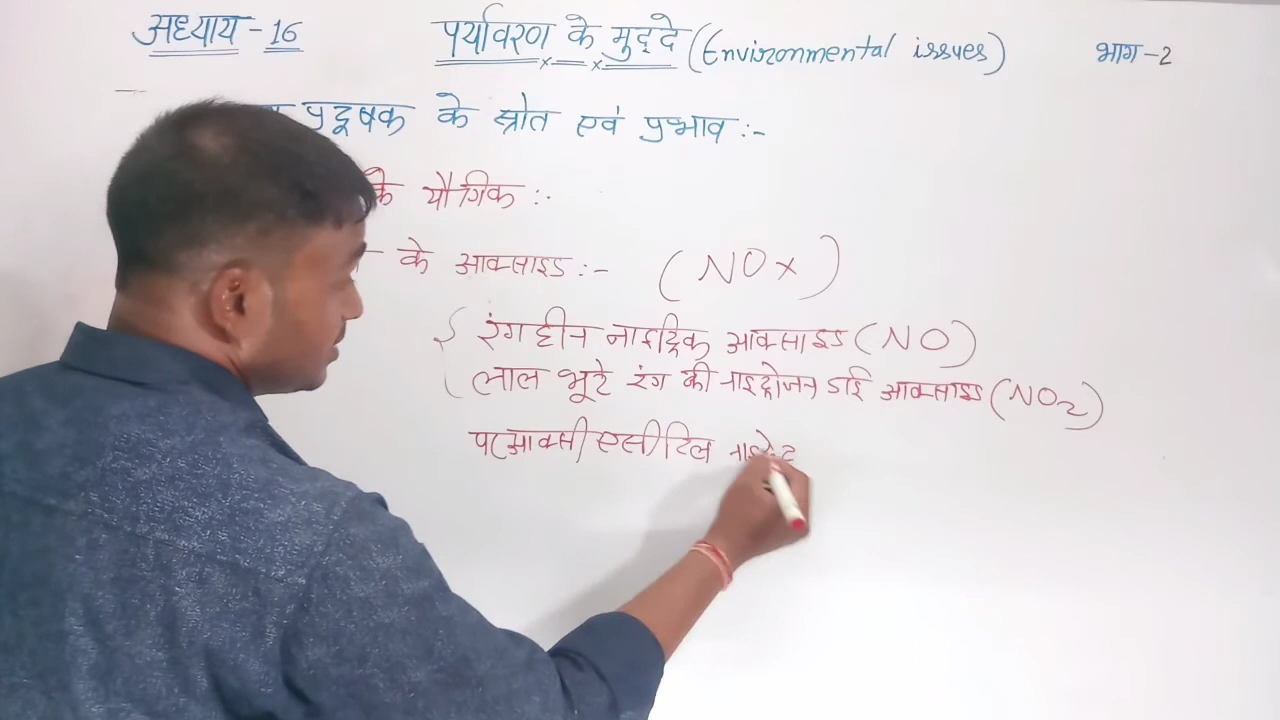 अध्याय - 16 पर्यावरण के मुद्दे (Environmental issues) भाग-2
प्रदूषक के स्रोत एवं प्रभाव :-
के यौगिक :-
के आक्साइड :- (NOx)
रंगहीन नाइट्रिक आक्साइड (NO)
लाल भूरे रंग की नाइट्रोजन डाई आक्साइड (NO2)
परआक्सी एसीटिल